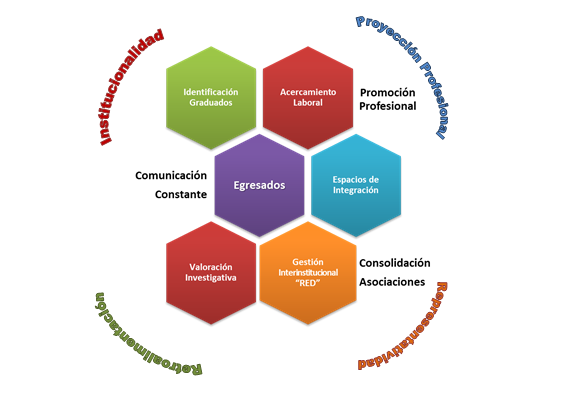 Institucionalidad
Proyección Profesional
Identificación
Graduados
Acercamiento
Laboral
Promoción
Profesional
Comunicación
Constante
Egresados
Espacios de
Integración
Valoración
Investigativa
Gestión
Interinstitucional
"RED"
Consolidación
Asociaciones
Retroalimentación
Representatividad